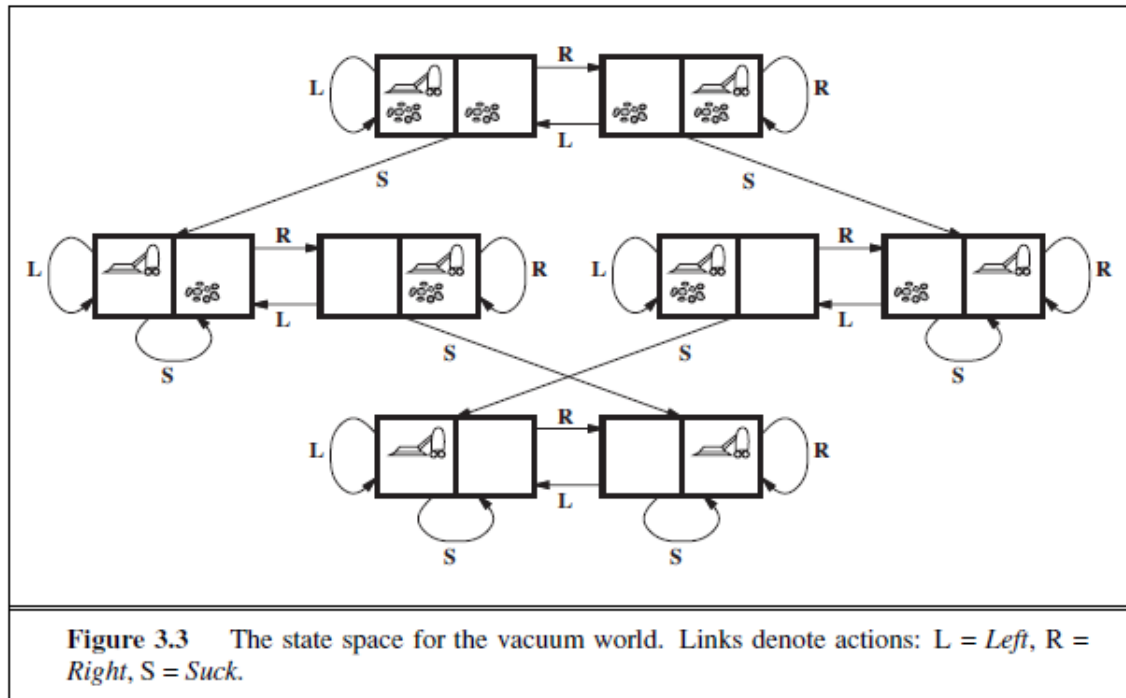 R
L R
L
S S
R R
L R L R
L L
S S S S
R
L R
L
S S
Figure 3.3 The state space for the vacuum world. Links denote actions: L = Left, R =
Right, S = Suck.